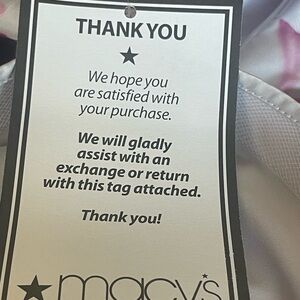 THANK YOU
We hope you
are satisfied with
your purchase.
We will gladly
assist with an
exchange or return
with this tag attached.
Thank you!
macy's